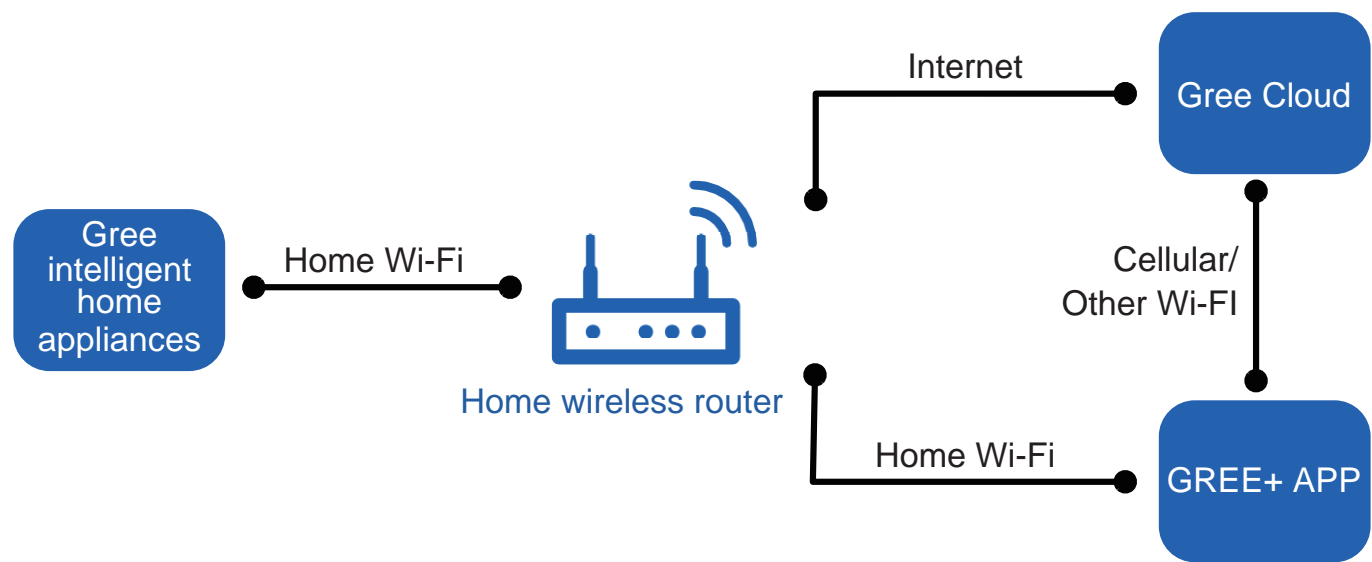 Internet
Gree Cloud
Gree
intelligent
home
appliances
Home Wi-Fi
Cellular/
Other Wi-FI
Home wireless router
Home Wi-Fi
GREE+ APP